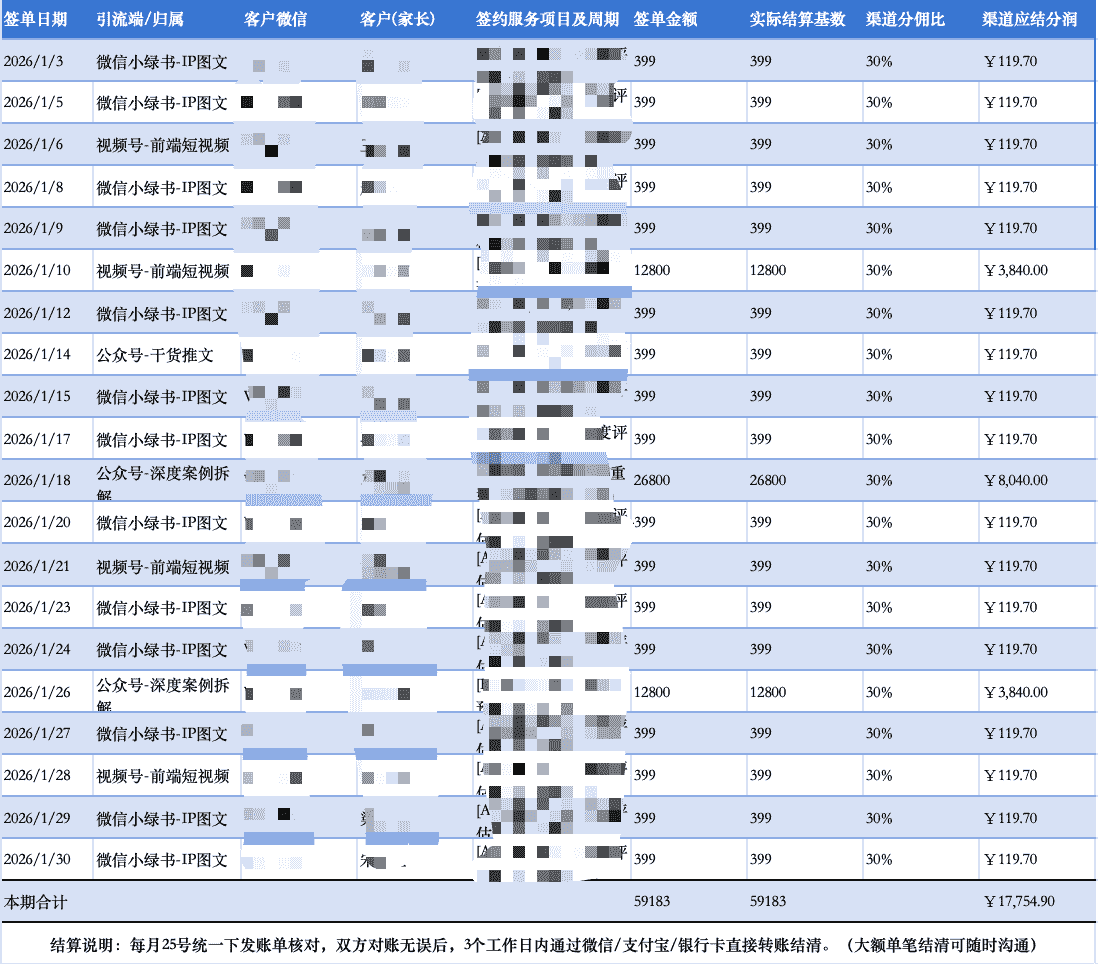 签单日期 引流端/归属 客户微信 客户(家长) 签约服务项目及周期 签单金额 实际结算基数 渠道分佣比 渠道应结分润
2026/1/3 微信小绿书-IP图文 399 399 30% ￥119.70
2026/1/5 微信小绿书-IP图文 评 399 399 30% ￥119.70
2026/1/6 视频号-前端短视频 399 399 30% ￥119.70
2026/1/8 微信小绿书-IP图文 评 399 399 30% ￥119.70
2026/1/9 微信小绿书-IP图文 399 399 30% ￥119.70
2026/1/10 视频号-前端短视频 [ 12800 12800 30% ￥3,840.00
2026/1/12 微信小绿书-IP图文 399 399 30% ￥119.70
2026/1/14 公众号-干货推文 399 399 30% ￥119.70
2026/1/15 微信小绿书-IP图文 399 399 30% ￥119.70
2026/1/17 微信小绿书-IP图文 度评 399 399 30% ￥119.70
2026/1/18 公众号-深度案例拆 重 26800 26800 30% ￥8,040.00
解
2026/1/20 微信小绿书-IP图文 评 399 399 30% ￥119.70
2026/1/21 视频号-前端短视频 [A 399 399 30% ￥119.70
2026/1/23 微信小绿书-IP图文 [A 评 399 399 30% ￥119.70
2026/1/24 微信小绿书-IP图文 [A 399 399 30% ￥119.70
2026/1/26 公众号-深度案例拆 12800 12800 30% ￥3,840.00
解
2026/1/27 微信小绿书-IP图文 399 399 30% ￥119.70
2026/1/28 视频号-前端短视频 399 399 30% ￥119.70
2026/1/29 微信小绿书-IP图文 [A 399 399 30% ￥119.70
估
2026/1/30 微信小绿书-IP图文 [A 评 399 399 30% ￥119.70
本期合计 59183 59183 ￥17,754.90
结算说明：每月25号统一下发账单核对，双方对账无误后，3个工作日内通过微信/支付宝/银行卡直接转账结清。（大额单笔结清可随时沟通）